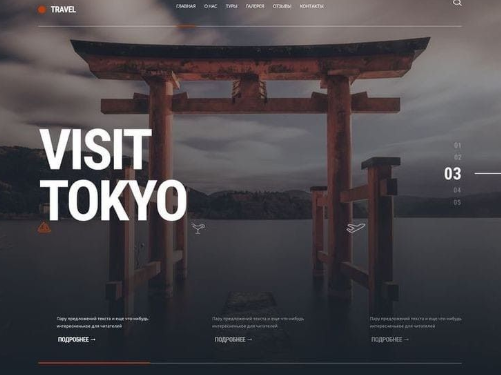 TRAVEL
ГЛАВНАЯ О НАС ТУРЫ ГАЛЕРЕЯ ОТЗЫВЫ КОНТАКТЫ
VISIT
TOKYO
01
02
03
04
05
Пару предложений текста и еще что-нибудь
интересненькое для читателей
ПОДРОБНЕЕ →
Пару предложений текста и еще что-нибудь
интересненькое для читателей
ПОДРОБНЕЕ →
Пару предложений текста и еще что-нибудь
интересненькое для читателей
ПОДРОБНЕЕ →